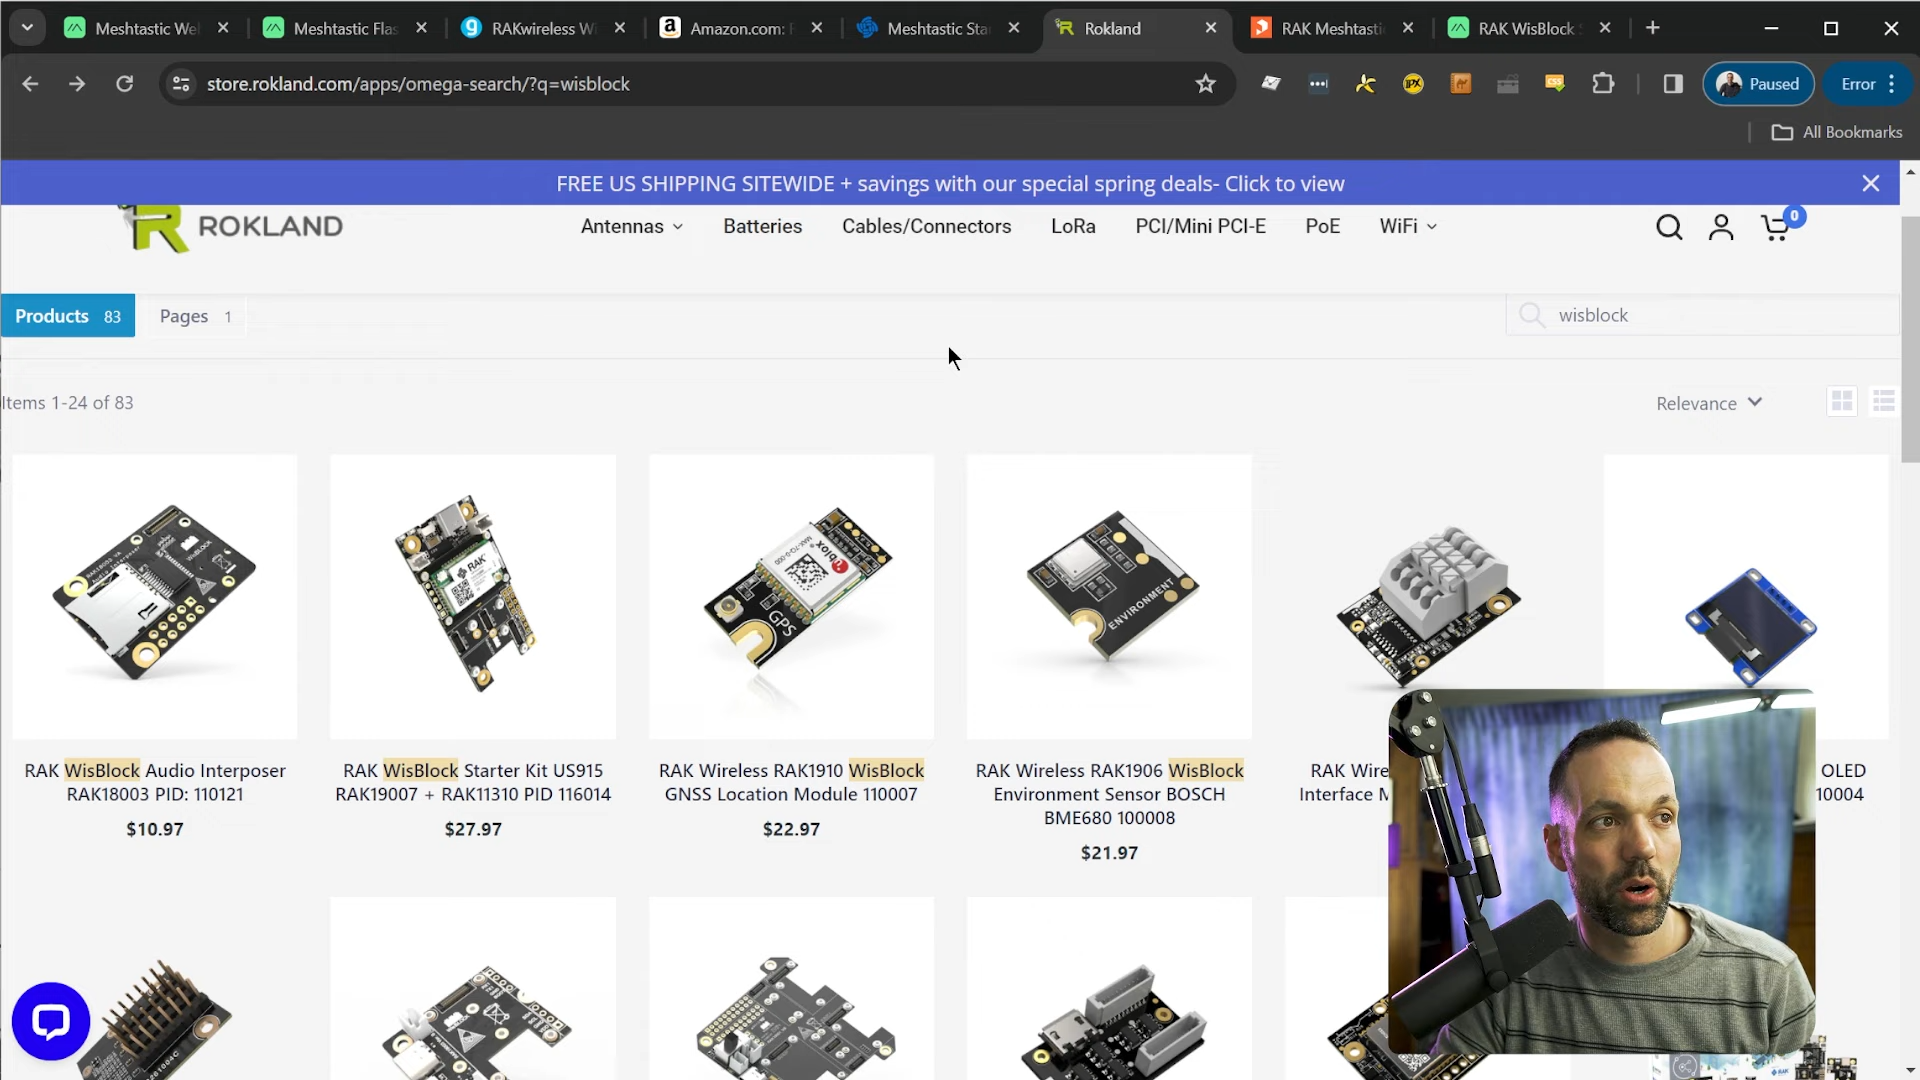 Meshtastic We
Meshtastic Flas
RAKwireless W
Amazon.com:
Meshtastic Sta
Rokland
RAK Meshtasti
RAK WisBlock
store.rokland.com/apps/omega-search/?q=wisblock
Paused
Error
All Bookmarks
FREE US SHIPPING SITEWIDE + savings with our special spring deals- Click to view
ROKLAND
Antennas
Batteries
Cables/Connectors
LoRa
PCI/Mini PCI-E
PoE
WiFi
0
Products 83
Pages 1
wisblock
Items 1-24 of 83
Relevance
RAK
GPS
ENVIRONMENT
RAK WisBlock Audio Interposer
RAK18003 PID: 110121
$10.97
RAK WisBlock Starter Kit US915
RAK19007 + RAK11310 PID 116014
$27.97
RAK Wireless RAK1910 WisBlock
GNSS Location Module 110007
$22.97
RAK Wireless RAK1906 WisBlock
Environment Sensor BOSCH
BME680 100008
$21.97
RAK Wire
Interface M
OLED
10004